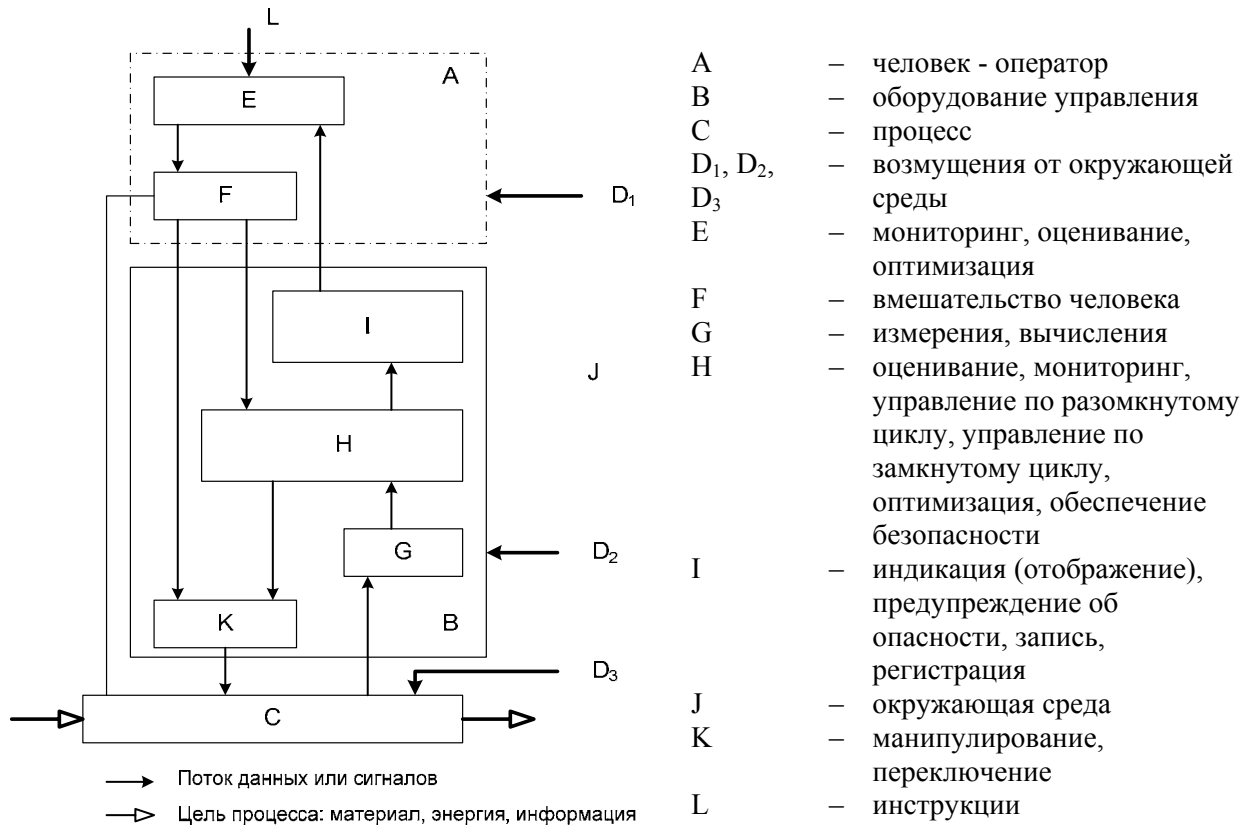 L
A
E
F
D₁
I
J
H
G
D₂
K
B
D₃
C
Поток данных или сигналов
Цель процесса: материал, энергия, информация
A – человек - оператор
B – оборудование управления
C – процесс
D₁, D₂, – возмущения от окружающей
D₃ среды
E – мониторинг, оценивание,
оптимизация
F – вмешательство человека
G – измерения, вычисления
H – оценивание, мониторинг,
управление по разомкнутому
циклу, управление по
замкнутому циклу,
оптимизация, обеспечение
безопасности
I – индикация (отображение),
предупреждение об
опасности, запись,
регистрация
J – окружающая среда
K – манипулирование,
переключение
L – инструкции